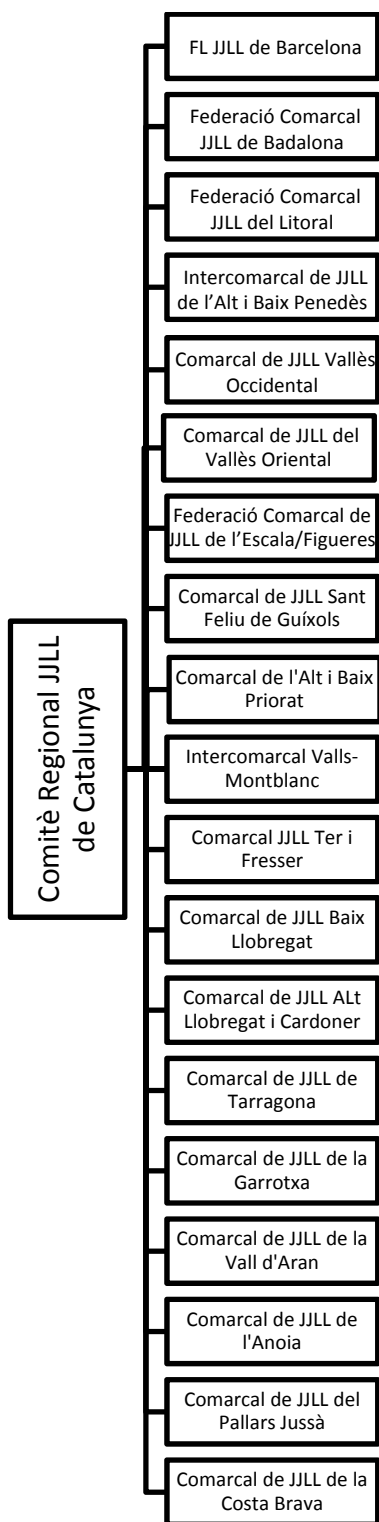 Comitè Regional JJLL
de Catalunya
FL JJLL de Barcelona
Federació Comarcal
JJLL de Badalona
Federació Comarcal
JJLL del Litoral
Intercomarcal de JJLL
de l’Alt i Baix Penedès
Comarcal de JJLL Vallès
Occidental
Comarcal de JJLL del
Vallès Oriental
Federació Comarcal de
JJLL de l’Escala/Figueres
Comarcal de JJLL Sant
Feliu de Guíxols
Comarcal de l'Alt i Baix
Priorat
Intercomarcal Valls-
Montblanc
Comarcal JJLL Ter i
Fresser
Comarcal de JJLL Baix
Llobregat
Comarcal de JJLL ALt
Llobregat i Cardoner
Comarcal de JJLL de
Tarragona
Comarcal de JJLL de la
Garrotxa
Comarcal de JJLL de la
Vall d'Aran
Comarcal de JJLL de
l'Anoia
Comarcal de JJLL del
Pallars Jussà
Comarcal de JJLL de la
Costa Brava